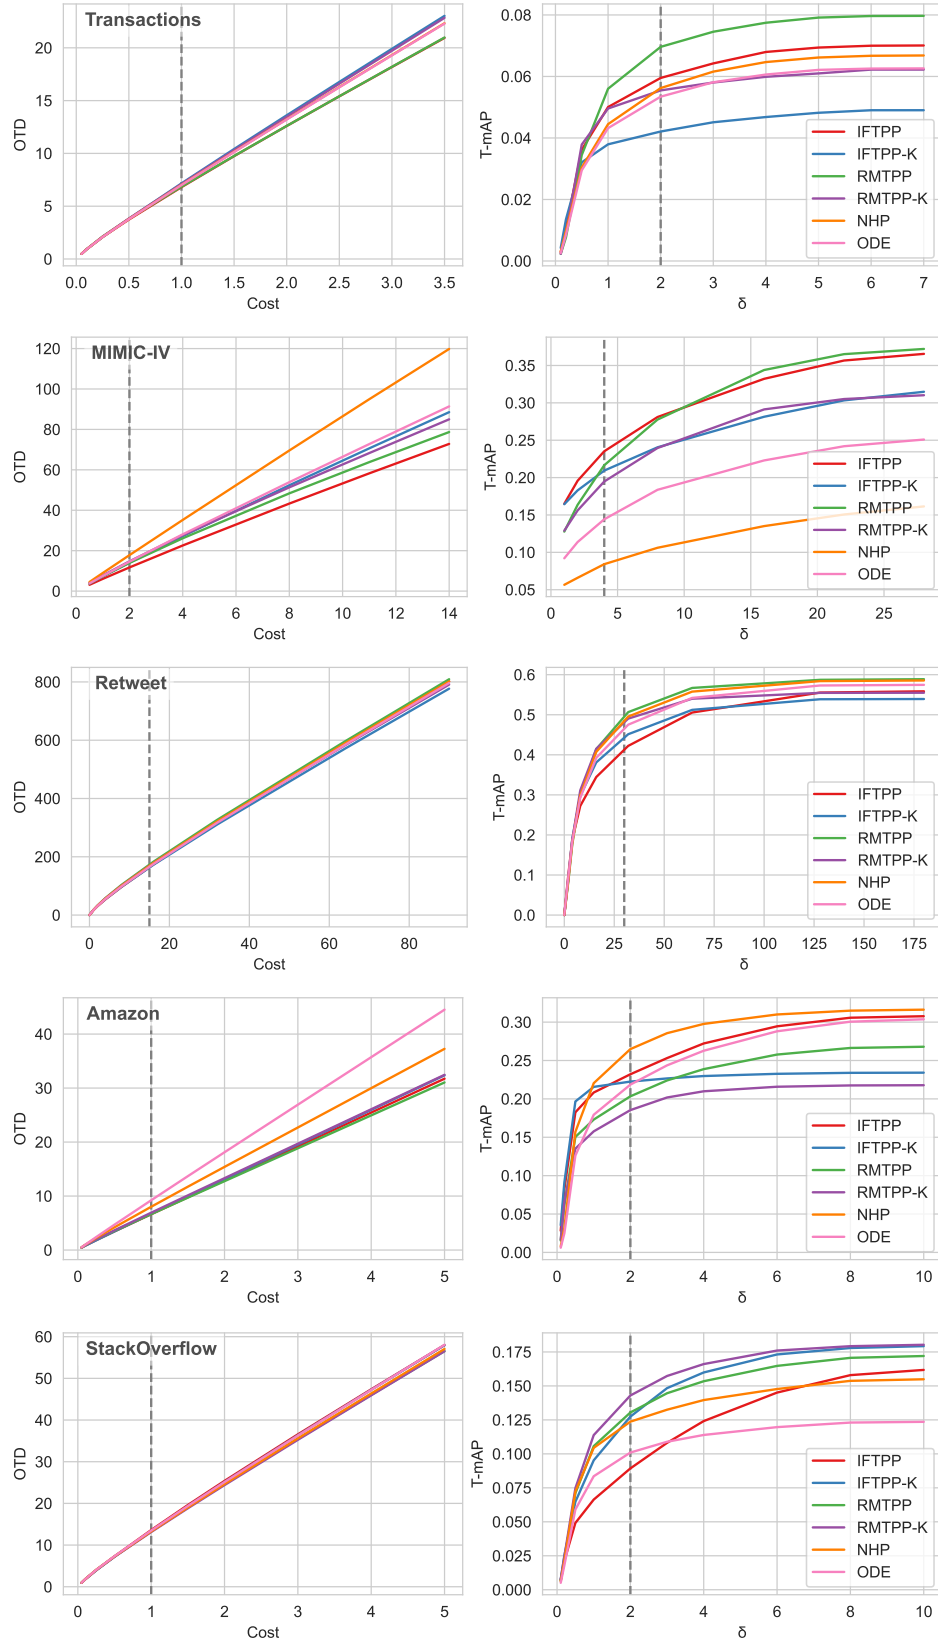 Transactions
OTD
20
15
10
5
0
0.0 0.5 1.0 1.5 2.0 2.5 3.0 3.5
Cost
T-mAP
0.08
0.06
0.04
0.02
0.00
IFTPP
IFTPP-K
RMTPP
RMTPP-K
NHP
ODE
0 1 2 3 4 5 6 7
δ
MIMIC-IV
OTD
120
100
80
60
40
20
0
0 2 4 6 8 10 12 14
Cost
T-mAP
0.35
0.30
0.25
0.20
0.15
0.10
0.05
IFTPP
IFTPP-K
RMTPP
RMTPP-K
NHP
ODE
0 5 10 15 20 25
δ
Retweet
OTD
800
600
400
200
0
0 20 40 60 80
Cost
T-mAP
0.6
0.5
0.4
0.3
0.2
0.1
0.0
IFTPP
IFTPP-K
RMTPP
RMTPP-K
NHP
ODE
0 25 50 75 100 125 150 175
δ
Amazon
OTD
40
30
20
10
0
0 1 2 3 4 5
Cost
T-mAP
0.30
0.25
0.20
0.15
0.10
0.05
0.00
IFTPP
IFTPP-K
RMTPP
RMTPP-K
NHP
ODE
0 2 4 6 8 10
δ
StackOverflow
OTD
60
50
40
30
20
10
0
0 1 2 3 4 5
Cost
T-mAP
0.175
0.150
0.125
0.100
0.075
0.050
0.025
0.000
IFTPP
IFTPP-K
RMTPP
RMTPP-K
NHP
ODE
0 2 4 6 8 10
δ